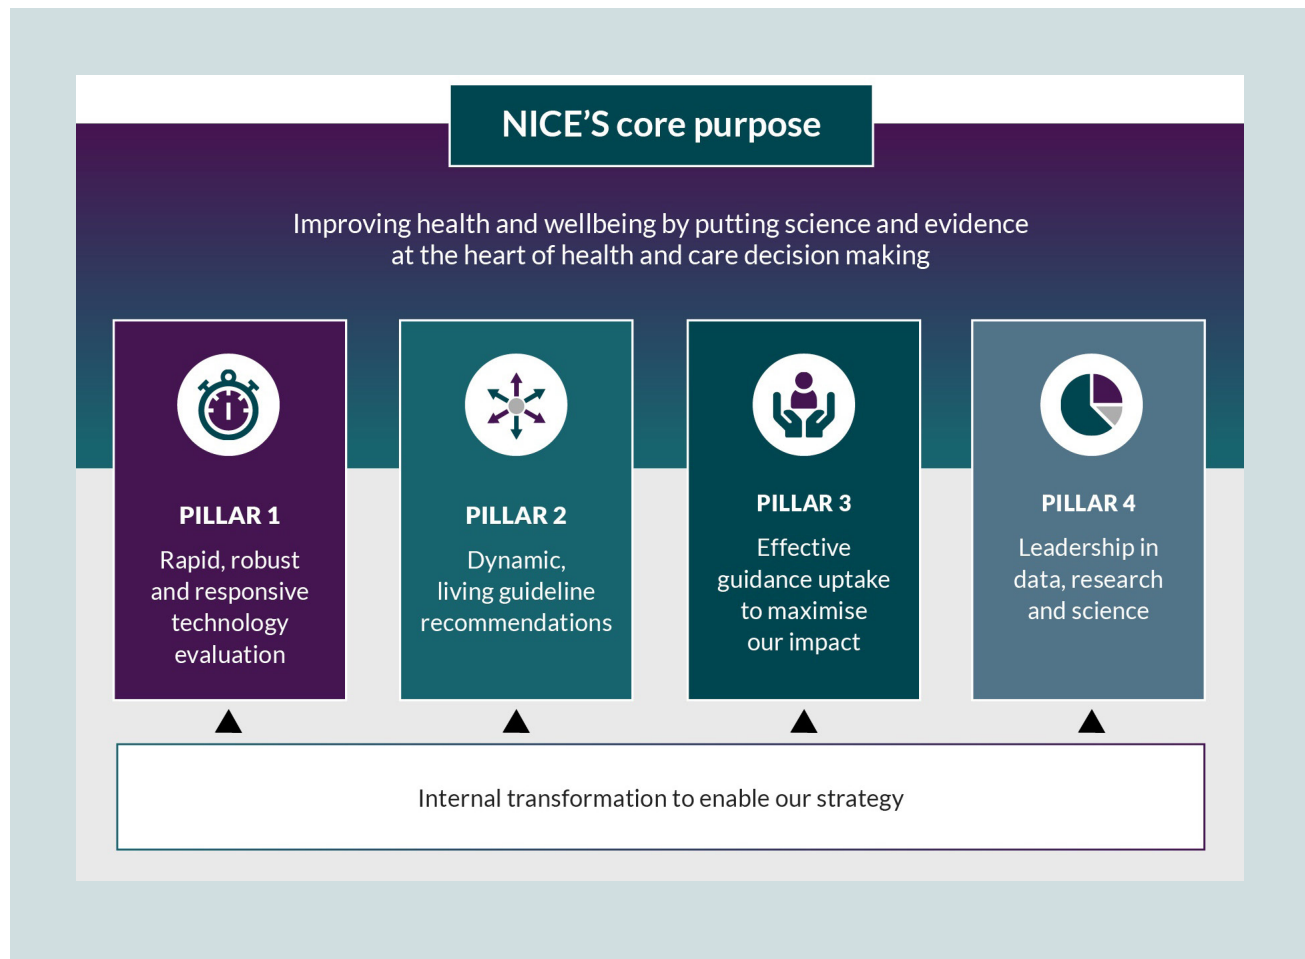 NICE'S core purpose
Improving health and wellbeing by putting science and evidence
at the heart of health and care decision making
PILLAR 1
Rapid, robust
and responsive
technology
evaluation
PILLAR 2
Dynamic,
living guideline
recommendations
PILLAR 3
Effective
guidance uptake
to maximise
our impact
PILLAR 4
Leadership in
data, research
and science
Internal transformation to enable our strategy